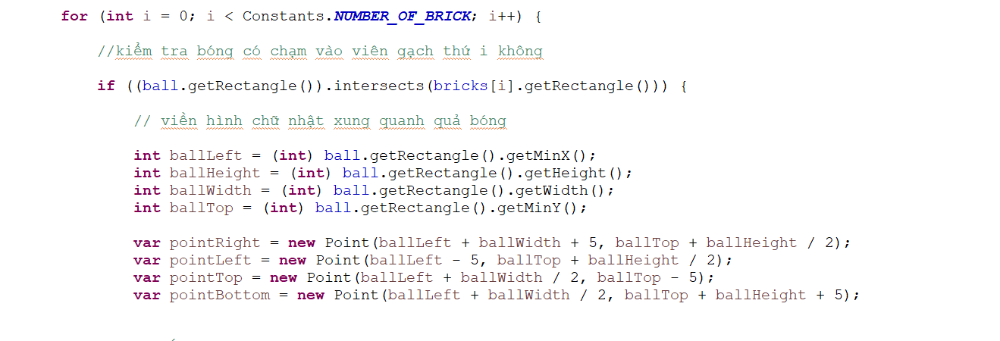 for (int i = 0; i < Constants.NUMBER_OF_BRICK; i++) {
//kiểm tra bóng có chạm vào viên gạch thứ i không
if ((ball.getRectangle()).intersects(bricks[i].getRectangle())) {
// viền hình chữ nhật xung quanh quả bóng
int ballLeft = (int) ball.getRectangle().getMinX();
int ballHeight = (int) ball.getRectangle().getHeight();
int ballWidth = (int) ball.getRectangle().getWidth();
int ballTop = (int) ball.getRectangle().getMinY();
var pointRight = new Point(ballLeft + ballWidth + 5, ballTop + ballHeight / 2);
var pointLeft = new Point(ballLeft - 5, ballTop + ballHeight / 2);
var pointTop = new Point(ballLeft + ballWidth / 2, ballTop - 5);
var pointBottom = new Point(ballLeft + ballWidth / 2, ballTop + ballHeight + 5);